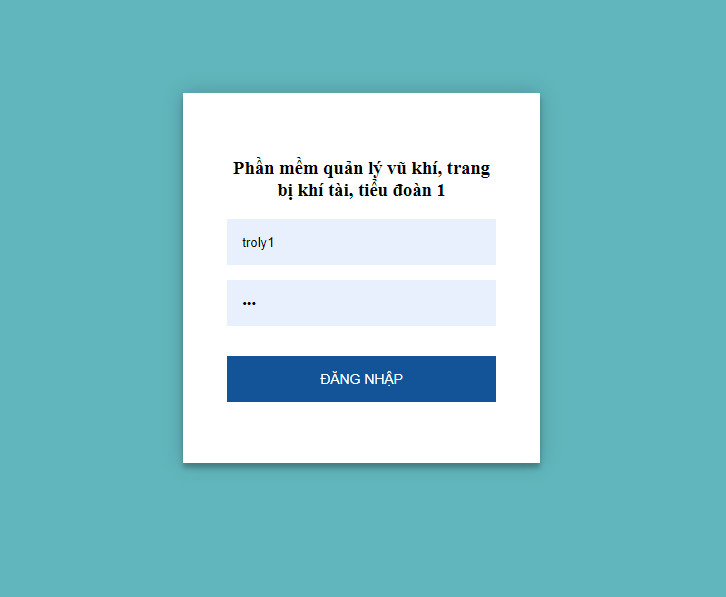 Phần mềm quản lý vũ khí, trang
bị khí tài, tiểu đoàn 1
troly1
•••
ĐĂNG NHẬP